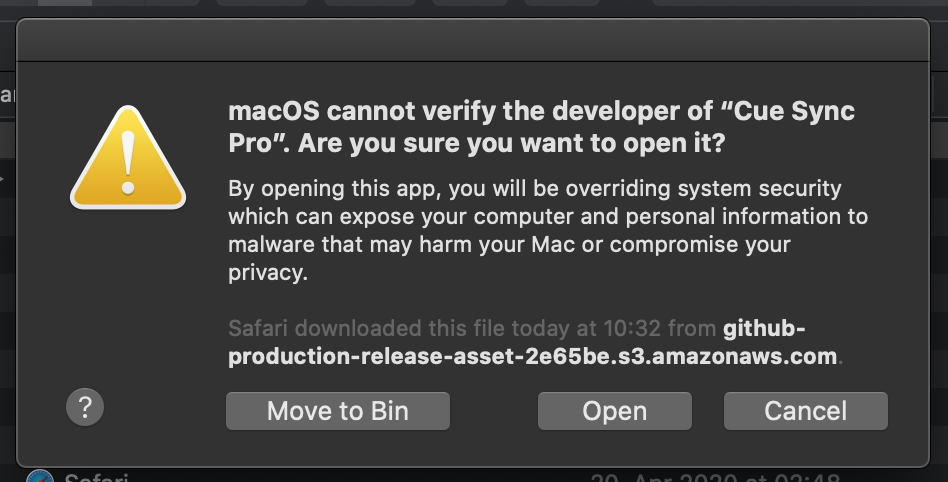 macOS cannot verify the developer of “Cue Sync
Pro”. Are you sure you want to open it?
By opening this app, you will be overriding system security
which can expose your computer and personal information to
malware that may harm your Mac or compromise your
privacy.
Safari downloaded this file today at 10:32 from github-
production-release-asset-2e65be.s3.amazonaws.com.
?
Move to Bin
Open
Cancel
Safari
20. Apr 2020 at 02:48